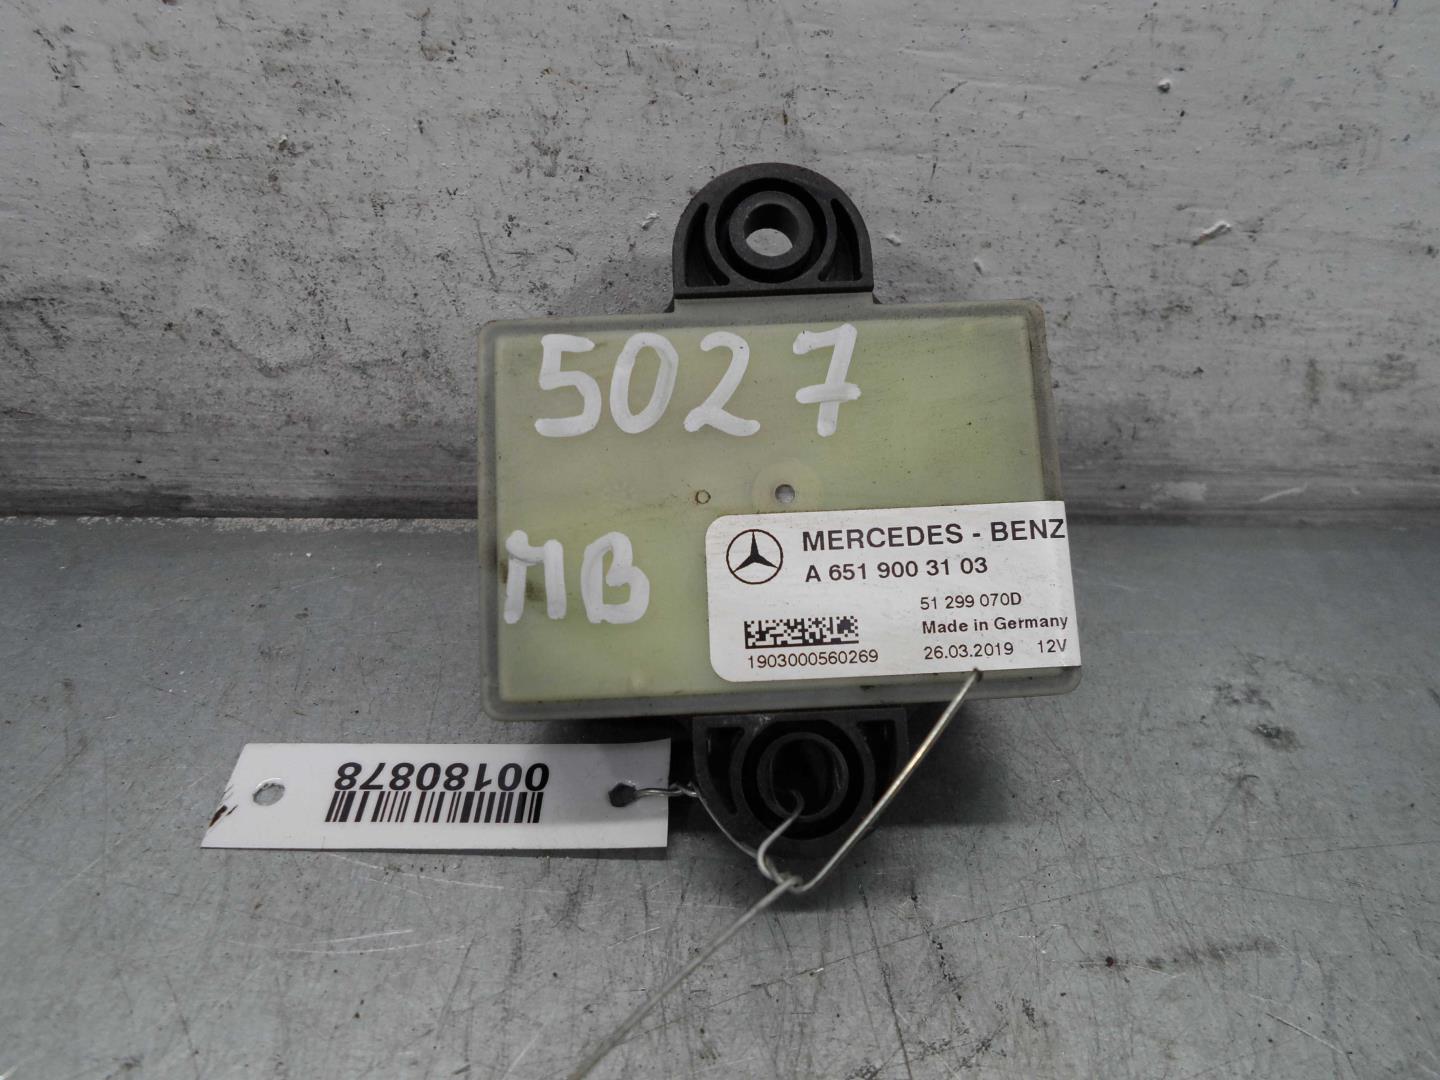 5027
MB
MERCEDES - BENZ
A 651 900 31 03
51 299 070D
Made in Germany
1903000560269
26.03.2019 12V
00180878